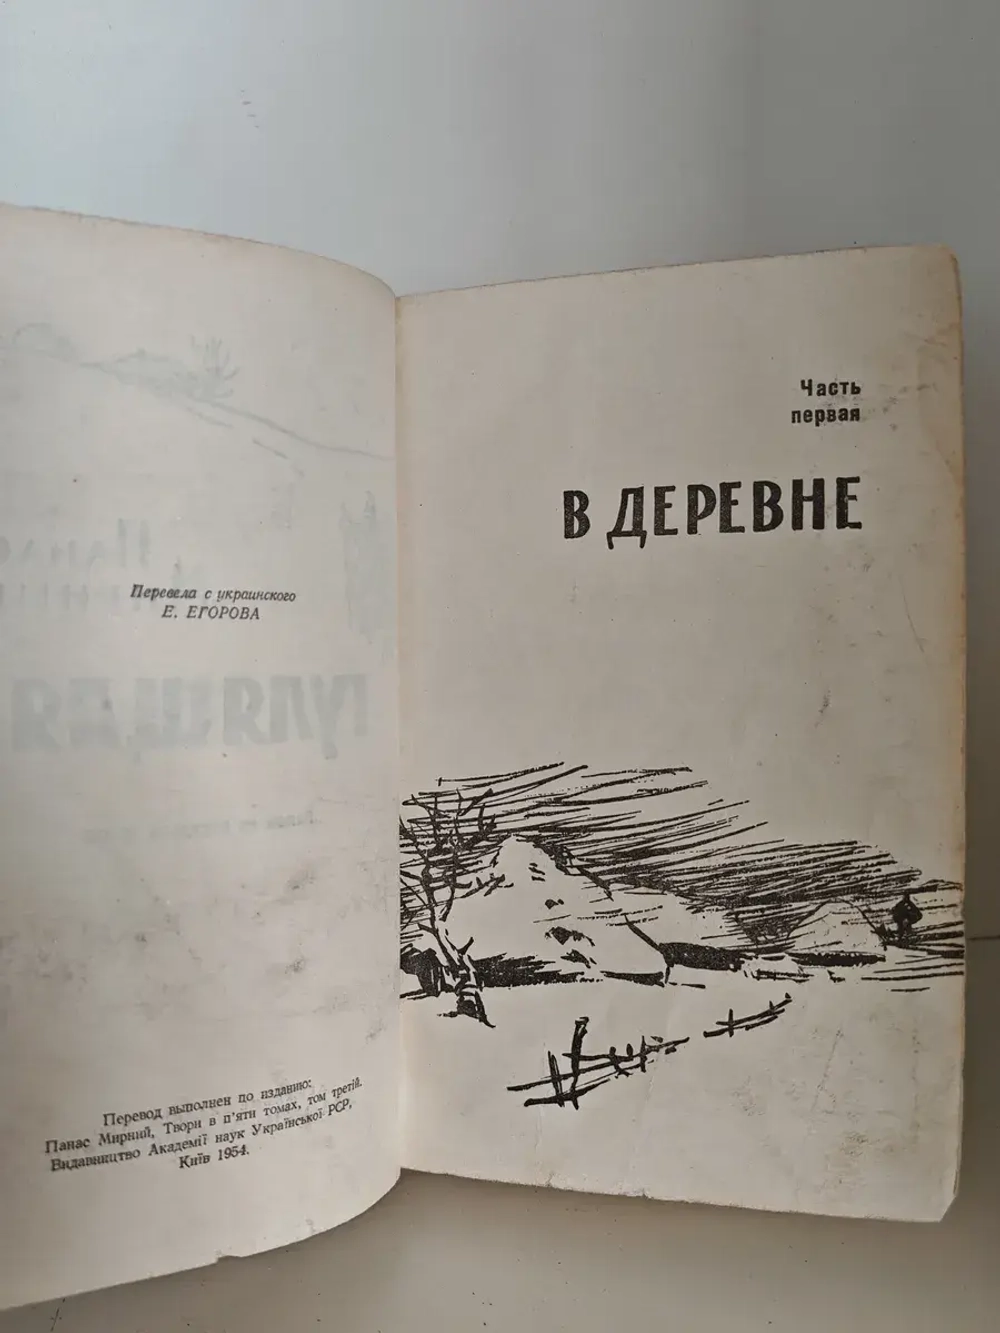 Перевела с украинского
Е. ЕГОРОВА
Перевод выполнен по изданию:
Панас Мирний, Твори в п'яти томах, том третій.
Видавництво Академії наук Української РСР,
Київ 1954.
Часть
первая
В ДЕРЕВНЕ